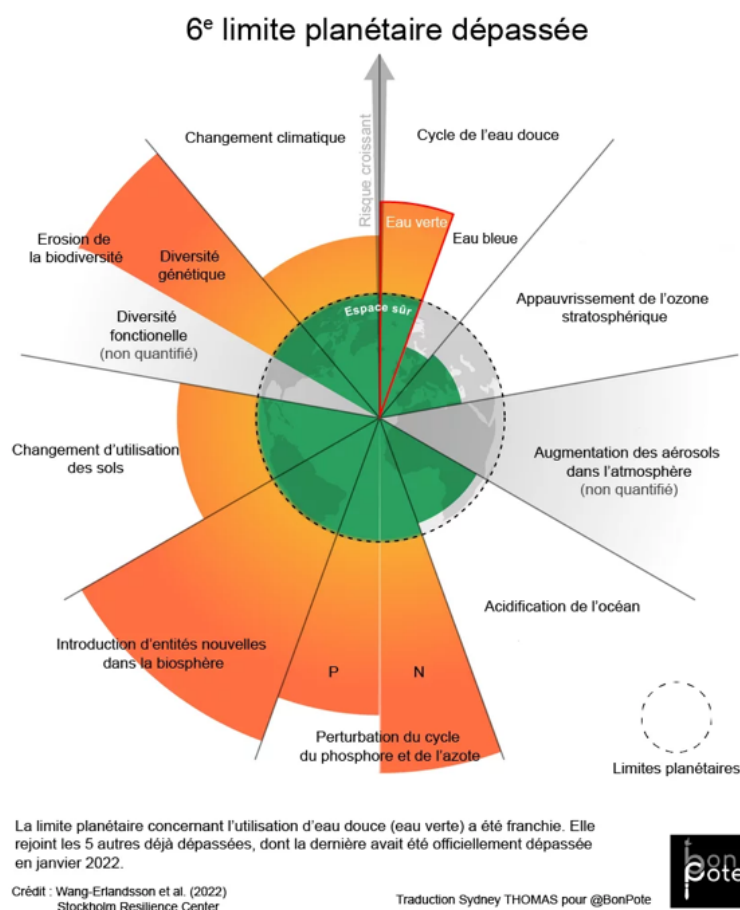 6e limite planétaire dépassée
Changement climatique
Risque croissant
Cycle de l'eau douce
Eau verte
Eau bleue
Erosion de
la biodiversité
Diversité
génétique
Diversité
fonctionelle
(non quantifié)
Espace sûr
Appauvrissement de l'ozone
stratosphérique
Changement d'utilisation
des sols
Augmentation des aérosols
dans l'atmosphère
(non quantifié)
Acidification de l'océan
Introduction d'entités nouvelles
dans la biosphère
P
N
Perturbation du cycle
du phosphore et de l'azote
Limites planétaires
La limite planétaire concernant l'utilisation d'eau douce (eau verte) a été franchie. Elle
rejoint les 5 autres déjà dépassées, dont la dernière avait été officiellement dépassée
en janvier 2022.
Crédit : Wang-Erlandsson et al. (2022)
Stockholm Resilience Center
Traduction Sydney THOMAS pour @BonPote
bon
pote